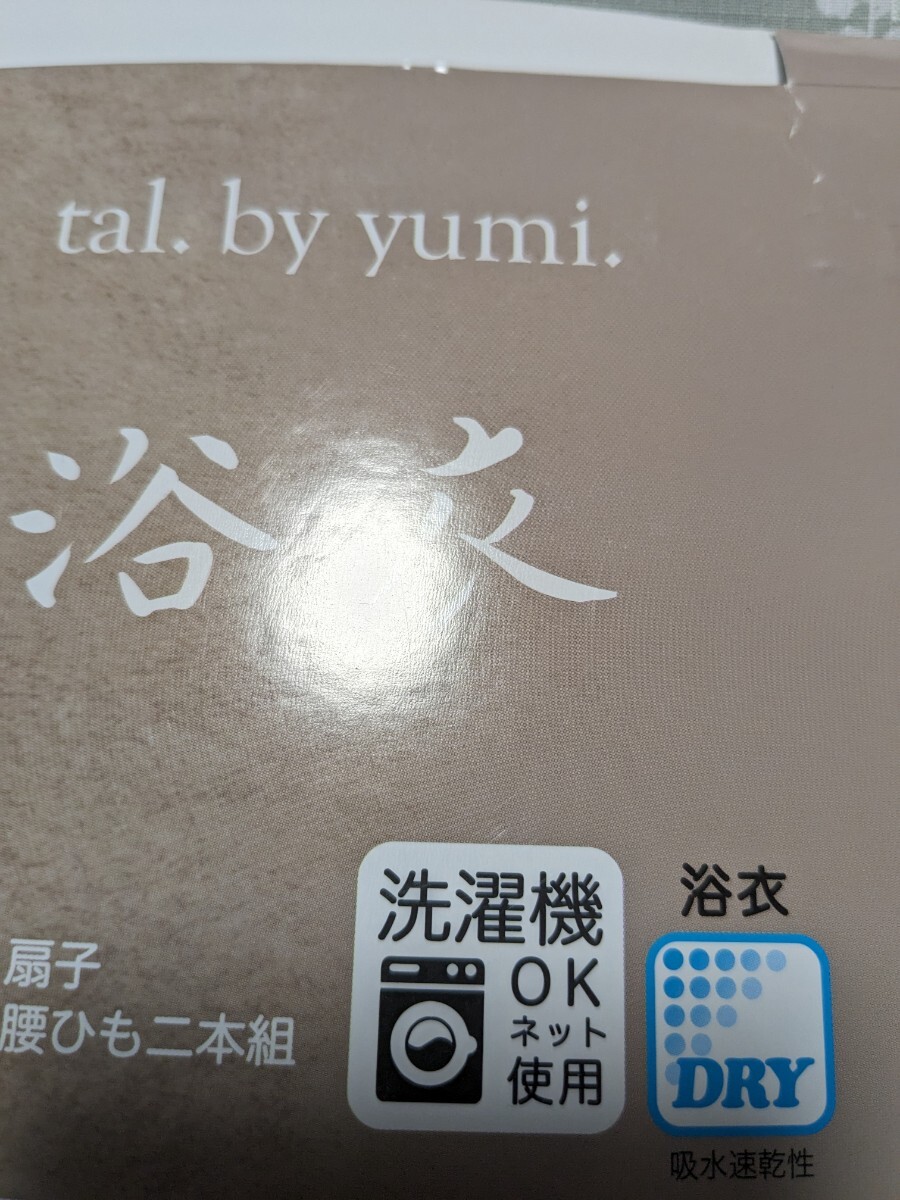 tal. by yumi.
浴衣
洗濯機
OK
ネット
使用
浴衣
DRY
吸水速乾性
扇子
腰ひも二本組